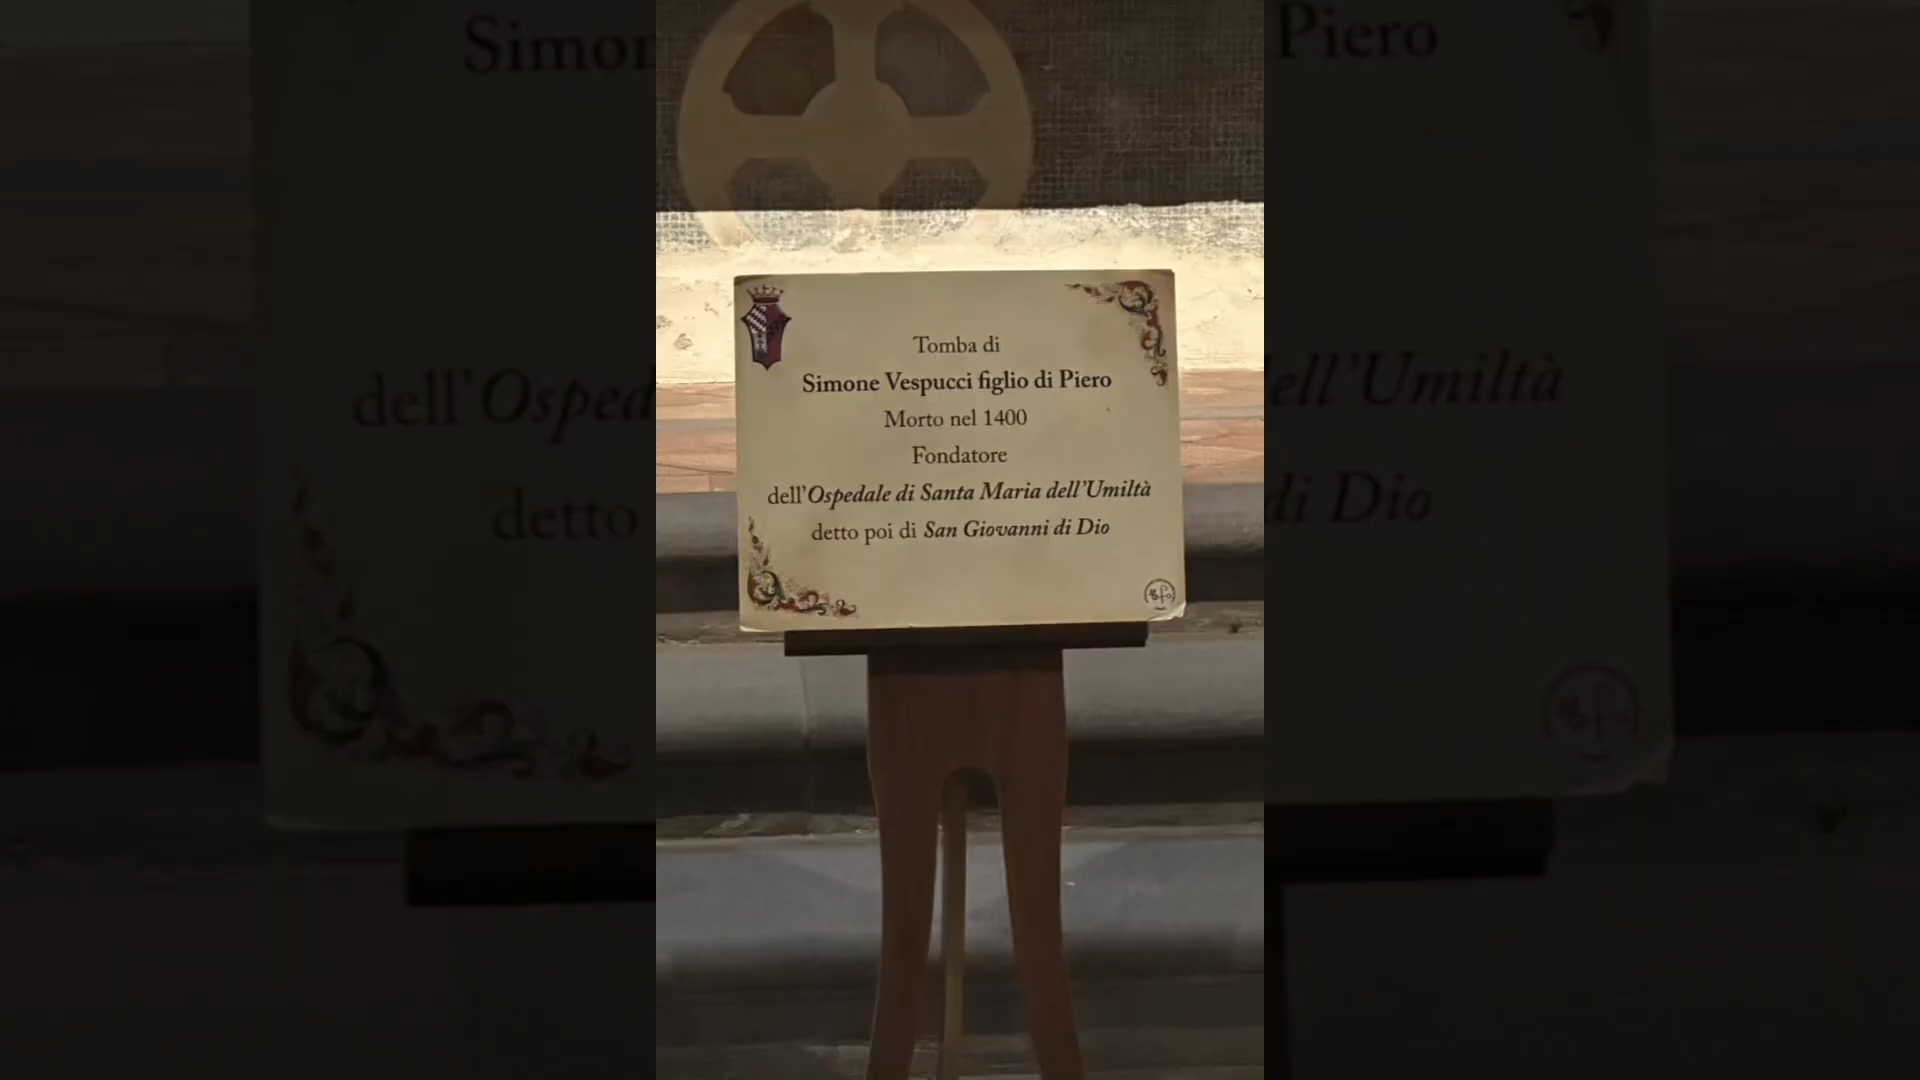 Tomba di
Simone Vespucci figlio di Piero
Morto nel 1400
Fondatore
dell'Ospedale di Santa Maria dell'Umiltà
detto poi di San Giovanni di Dio